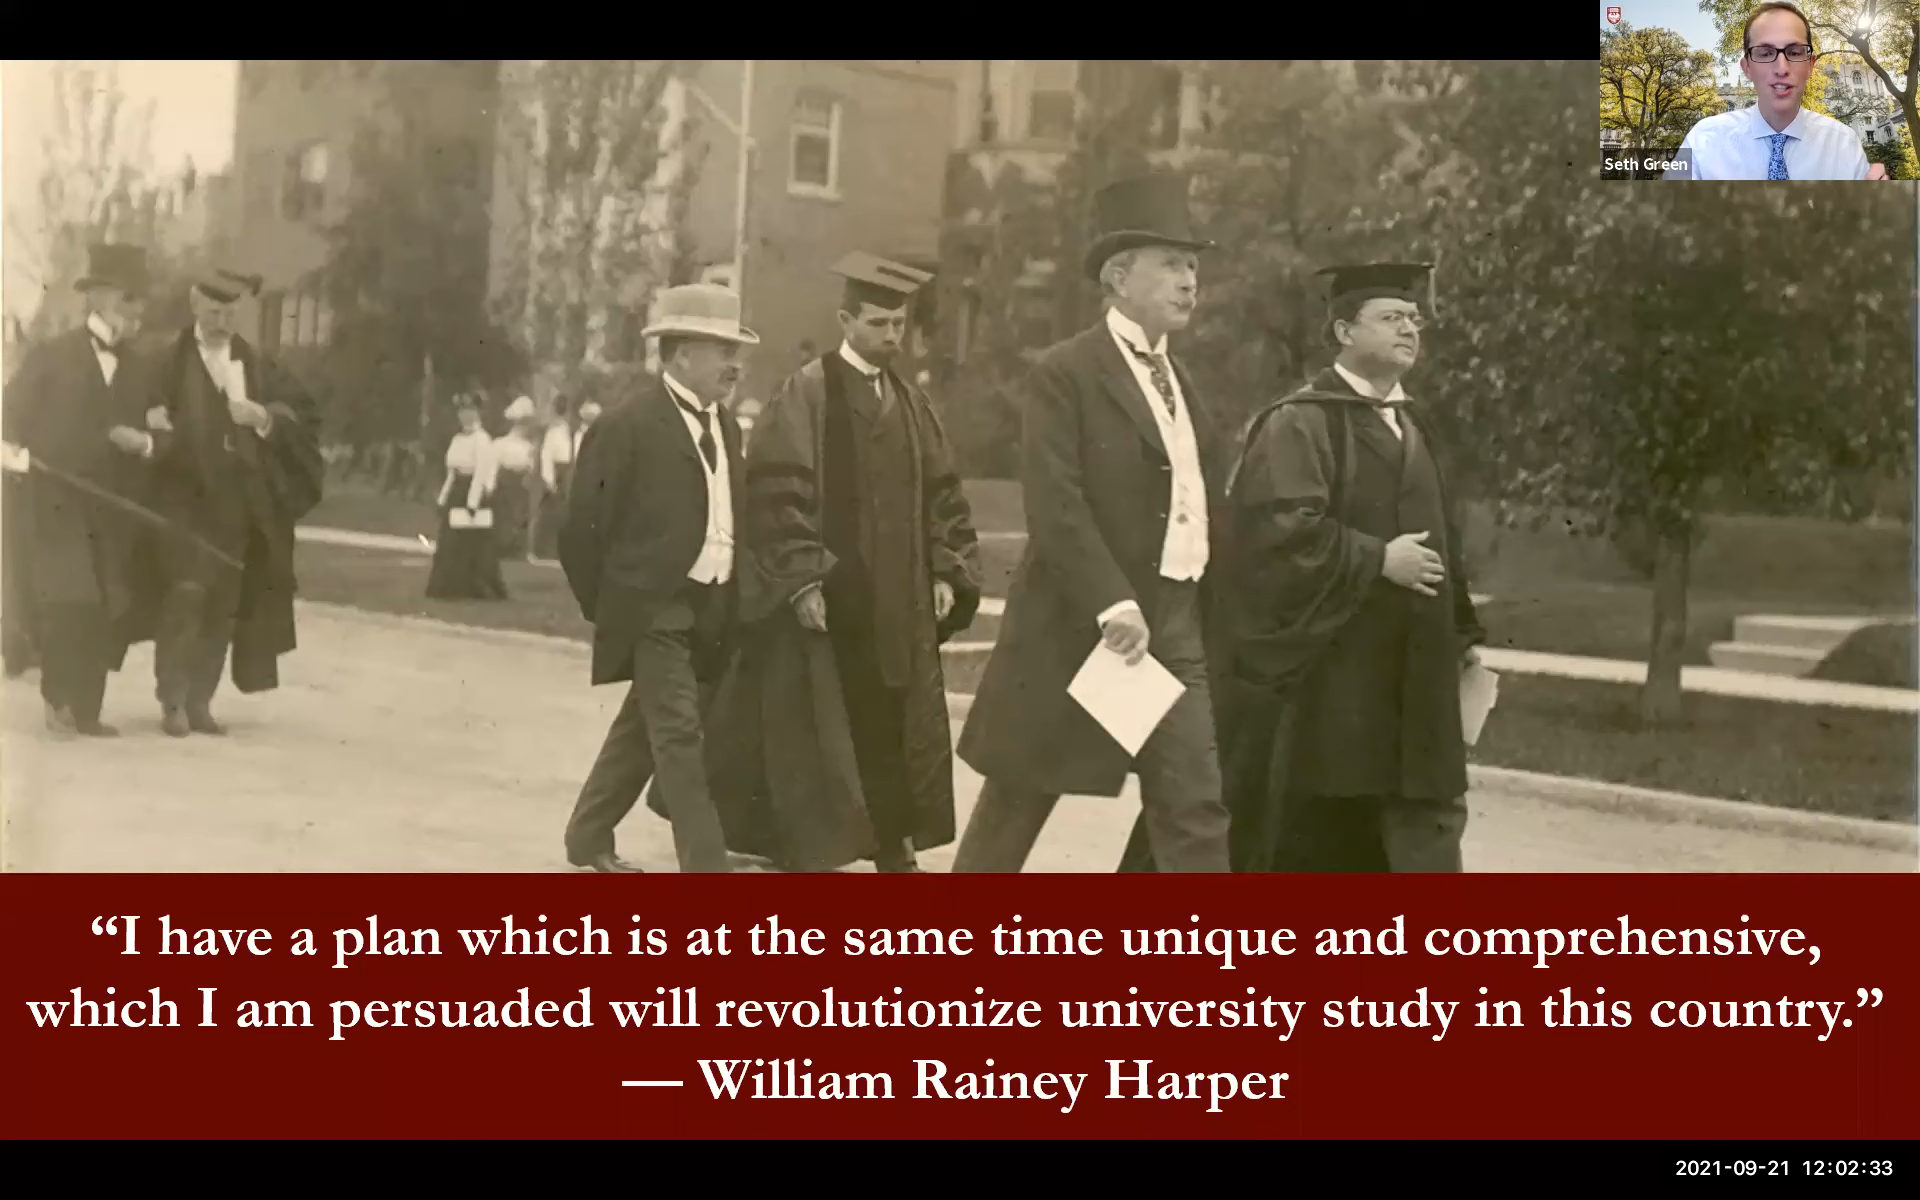 Seth Green
“I have a plan which is at the same time unique and comprehensive,
which I am persuaded will revolutionize university study in this country.”
— William Rainey Harper
2021-09-21 12:02:33